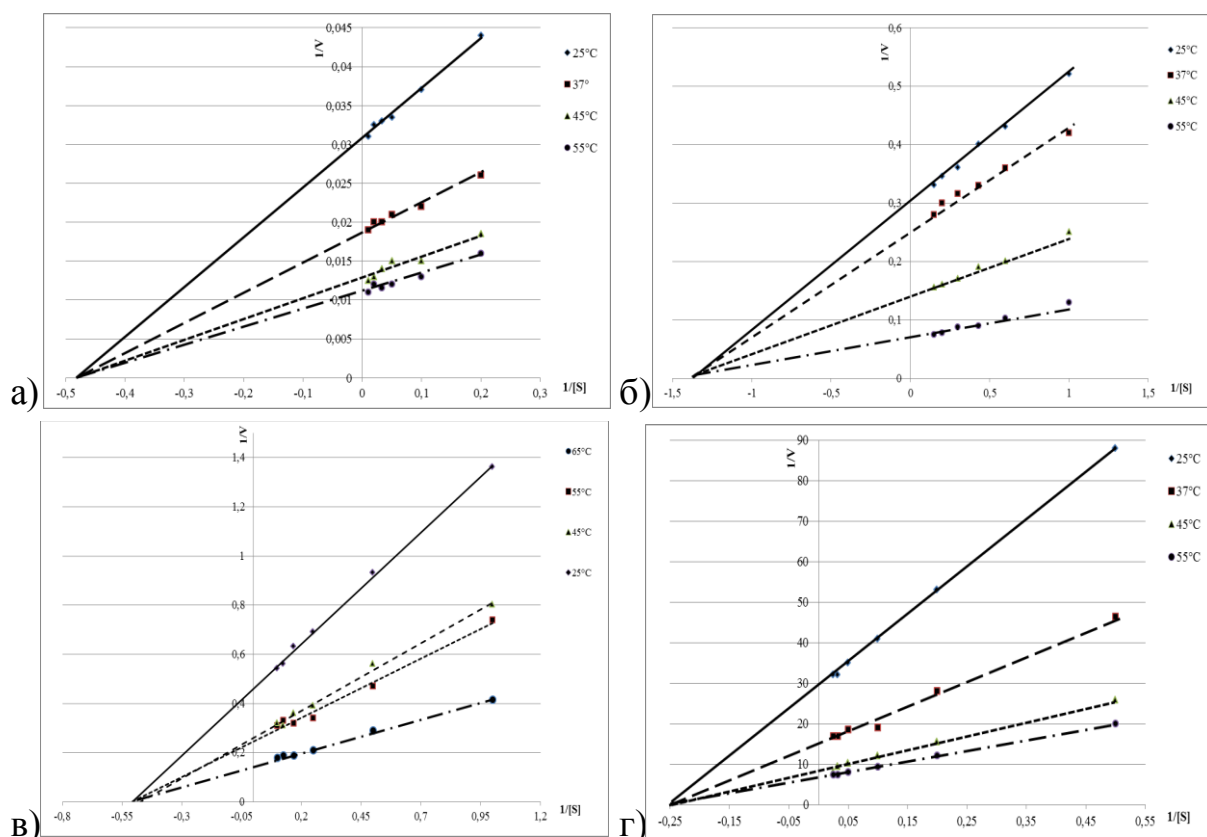 а)
1/V
0,045
0,04
0,035
0,03
0,025
0,02
0,015
0,01
0,005
0
-0,5
-0,4
-0,3
-0,2
-0,1
0
0,1
0,2
0,3
1/[S]
25°C
37°
45°C
55°C
б)
1/V
0,6
0,5
0,4
0,3
0,2
0,1
0
-1,5
-1
-0,5
0
0,5
1
1,5
1/[S]
25°C
37°C
45°C
55°C
в)
1/V
1,4
1,2
1
0,8
0,6
0,4
0,2
0
-0,8
-0,55
-0,3
-0,05
0,2
0,45
0,7
0,95
1,2
1/[S]
65°C
55°C
45°C
25°C
г)
1/V
90
80
70
60
50
40
30
20
10
0
-0,25
-0,15
-0,05
0,05
0,15
0,25
0,35
0,45
0,55
1/[S]
25°C
37°C
45°C
55°C